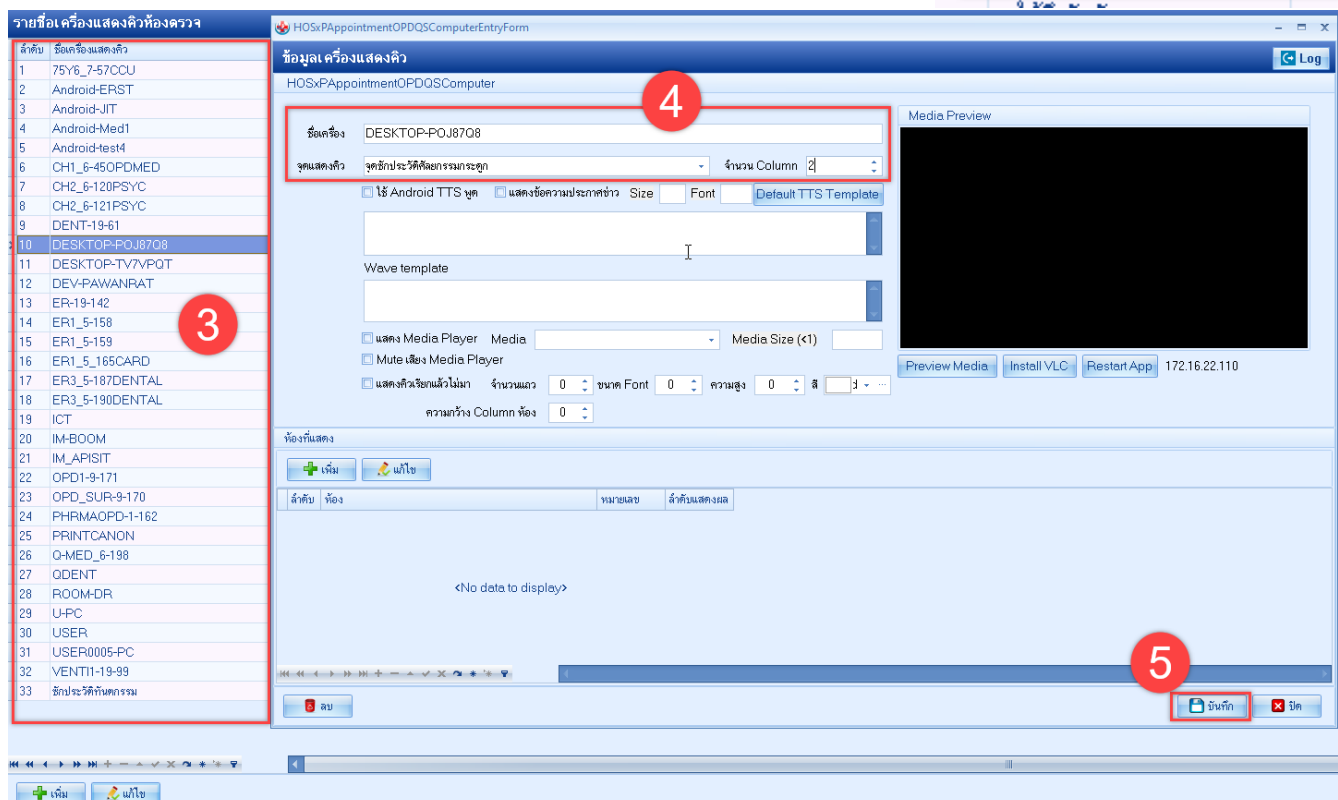 รายชื่อเครื่องแสดงคิวห้องตรวจ
ลำดับ ชื่อเครื่องแสดงคิว
1 75Y6_7-57CCU
2 Android-ERST
3 Android-JIT
4 Android-Med1
5 Android-test4
6 CH1_6-45OPDMED
7 CH2_6-120PSYC
8 CH2_6-121PSYC
9 DENT-19-61
10 DESKTOP-POJ87Q8
11 DESKTOP-TV7VPQT
12 DEV-PAWANRAT
13 ER-19-142
14 ER1_5-158
15 ER1_5-159
16 ER1_5_165CARD
17 ER3_5-187DENTAL
18 ER3_5-190DENTAL
19 ICT
20 IM-BOOM
21 IM_APISIT
22 OPD1-9-171
23 OPD_SUR-9-170
24 PHRMAOPD-1-162
25 PRINTCANON
26 Q-MED_6-198
27 QDENT
28 ROOM-DR
29 U-PC
30 USER
31 USER0005-PC
32 VENTI1-19-99
33 ซักประวัติทันตกรรม
3
HOSxPAppointmentOPDQSComputerEntryForm
ข้อมูลเครื่องแสดงคิว Log
HOSxPAppointmentOPDQSComputer
4
ชื่อเครื่อง DESKTOP-POJ87Q8
จุดแสดงคิว จุดซักประวัติศัลยกรรมกระดูก จำนวน Column 2
ใช้ Android TTS พูด แสดงข้อความประกาศข่าว Size Font Default TTS Template
Wave template
แสดง Media Player Media Media Size (<1)
Mute เสียง Media Player
แสดงคิวเรียกแล้วไม่มา จำนวนแถว 0 ขนาด Font 0 ความสูง 0 สี
ความกว้าง Column ห้อง 0
Media Preview
Preview Media Install VLC Restart App 172.16.22.110
ห้องที่แสดง
เพิ่ม แก้ไข
ลำดับ ห้อง หมายเลข ลำดับแสดงผล
<No data to display>
5
ลบ บันทึก ปิด
เพิ่ม แก้ไข